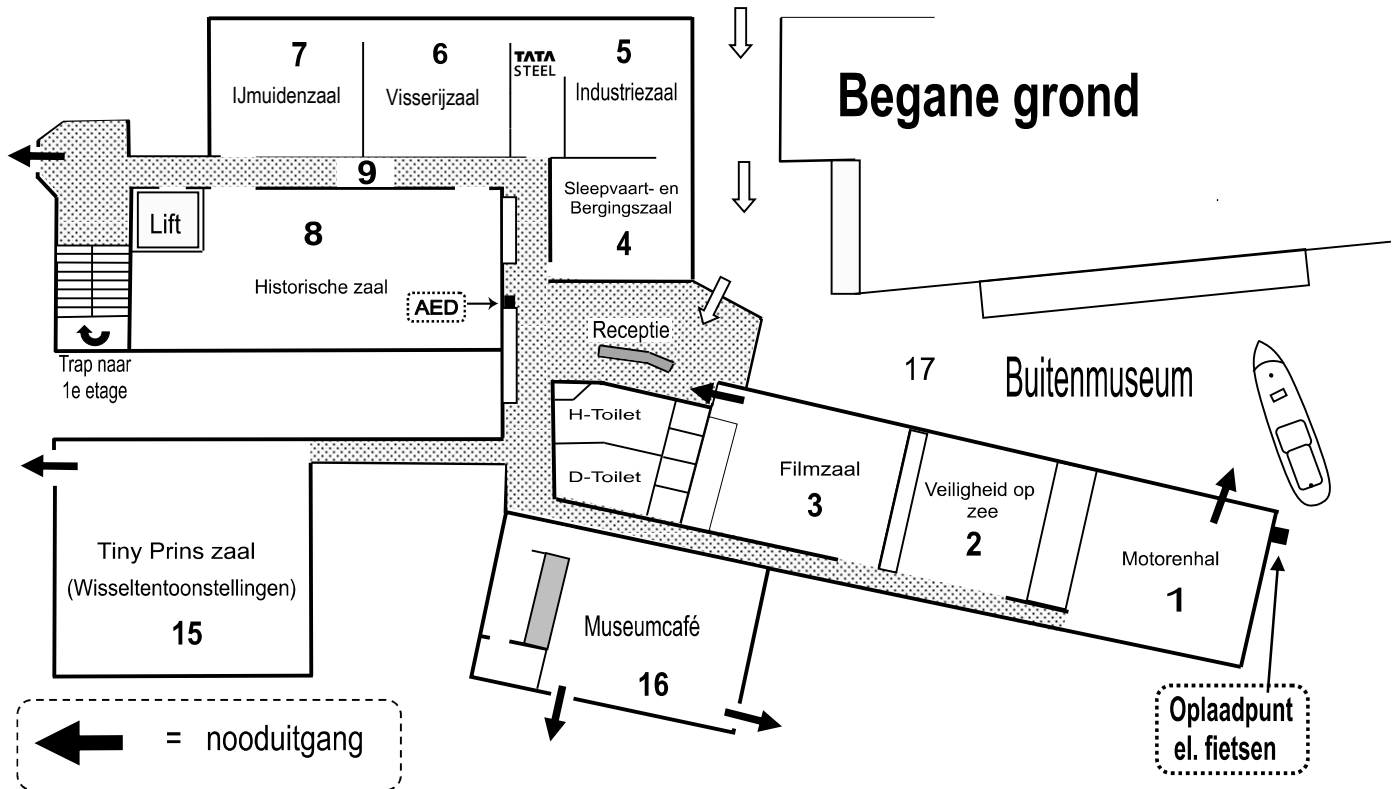 Begane grond
7
IJmuidenzaal
6
Visserijzaal
TATA
STEEL
5
Industriezaal
9
Sleepvaart- en
Bergingszaal
4
Lift
8
Historische zaal
AED
Receptie
Trap naar
1e etage
17
Buitenmuseum
H-Toilet
D-Toilet
Filmzaal
3
Veiligheid op
zee
2
Motorenhal
1
Tiny Prins zaal
(Wisseltentoonstellingen)
15
Museumcafé
16
Oplaadpunt
el. fietsen
= nooduitgang